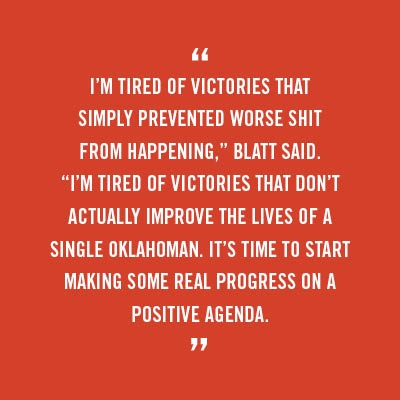 “
I’M TIRED OF VICTORIES THAT
SIMPLY PREVENTED WORSE SHIT
FROM HAPPENING,” BLATT SAID.
“I’M TIRED OF VICTORIES THAT DON’T
ACTUALLY IMPROVE THE LIVES OF A
SINGLE OKLAHOMAN. IT’S TIME TO START
MAKING SOME REAL PROGRESS ON A
POSITIVE AGENDA.
”